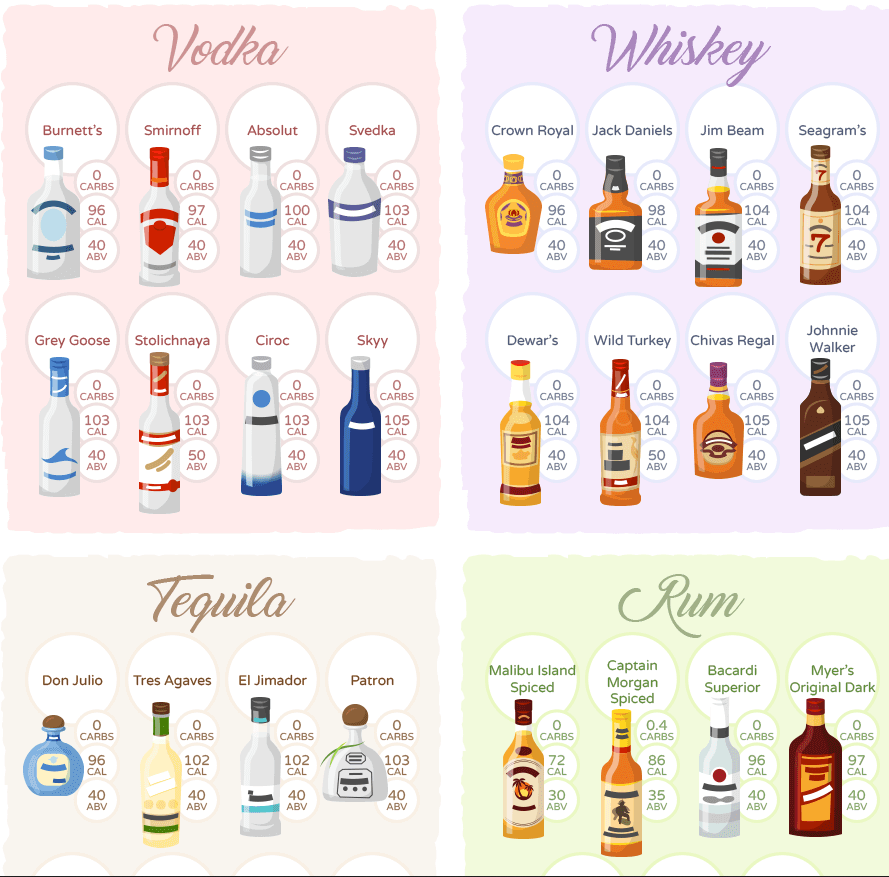 Vodka
Burnett's
0
CARBS
96
CAL
40
ABV
Smirnoff
0
CARBS
97
CAL
40
ABV
Absolut
0
CARBS
100
CAL
40
ABV
Svedka
0
CARBS
103
CAL
40
ABV
Grey Goose
0
CARBS
103
CAL
40
ABV
Stolichnaya
0
CARBS
103
CAL
50
ABV
Ciroc
0
CARBS
103
CAL
40
ABV
Skyy
0
CARBS
105
CAL
40
ABV
Whiskey
Crown Royal
0
CARBS
96
CAL
40
ABV
Jack Daniels
0
CARBS
98
CAL
40
ABV
Jim Beam
0
CARBS
104
CAL
40
ABV
Seagram's
7
7
0
CARBS
104
CAL
40
ABV
Dewar's
0
CARBS
104
CAL
40
ABV
Wild Turkey
0
CARBS
104
CAL
50
ABV
Chivas Regal
0
CARBS
105
CAL
40
ABV
Johnnie
Walker
0
CARBS
105
CAL
40
ABV
Tequila
Don Julio
0
CARBS
96
CAL
40
ABV
Tres Agaves
0
CARBS
102
CAL
40
ABV
El Jimador
0
CARBS
102
CAL
40
ABV
Patron
0
CARBS
103
CAL
40
ABV
Rum
Malibu Island
Spiced
0
CARBS
72
CAL
30
ABV
Captain
Morgan
Spiced
0.4
CARBS
86
CAL
35
ABV
Bacardi
Superior
0
CARBS
96
CAL
40
ABV
Myer's
Original Dark
0
CARBS
97
CAL
40
ABV